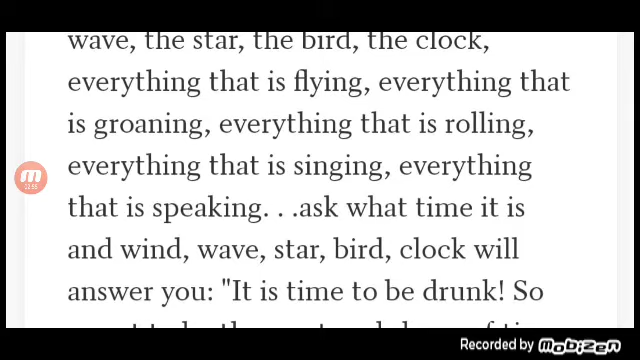 wave, the star, the bird, the clock,
everything that is flying, everything that
is groaning, everything that is rolling,
everything that is singing, everything
that is speaking. . .ask what time it is
and wind, wave, star, bird, clock will
answer you: "It is time to be drunk! So
Recorded by Mobizen